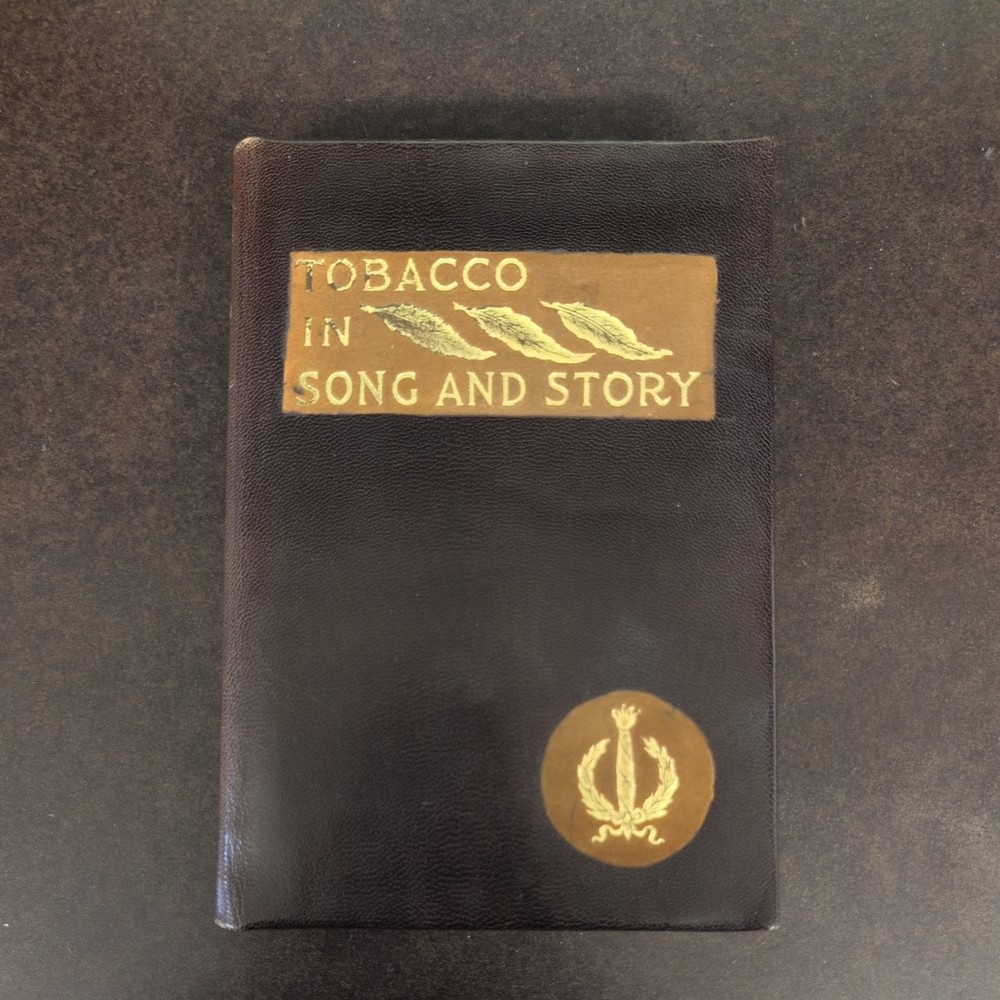 TOBACCO
IN
SONG AND STORY